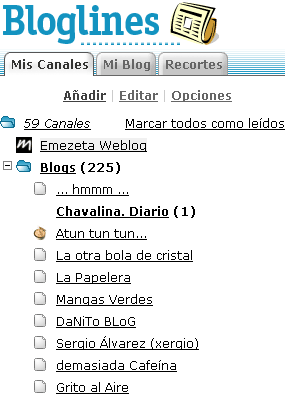 Bloglines
Mis Canales Mi Blog Recortes
Añadir | Editar | Opciones
59 Canales Marcar todos como leídos
Emezeta Weblog
Blogs (225)
... hmmm ...
Chavalina. Diario (1)
Atun tun tun...
La otra bola de cristal
La Papelera
Mangas Verdes
DaNiTo BLoG
Sergio Álvarez (xergio)
demasiada Cafeína
Grito al Aire